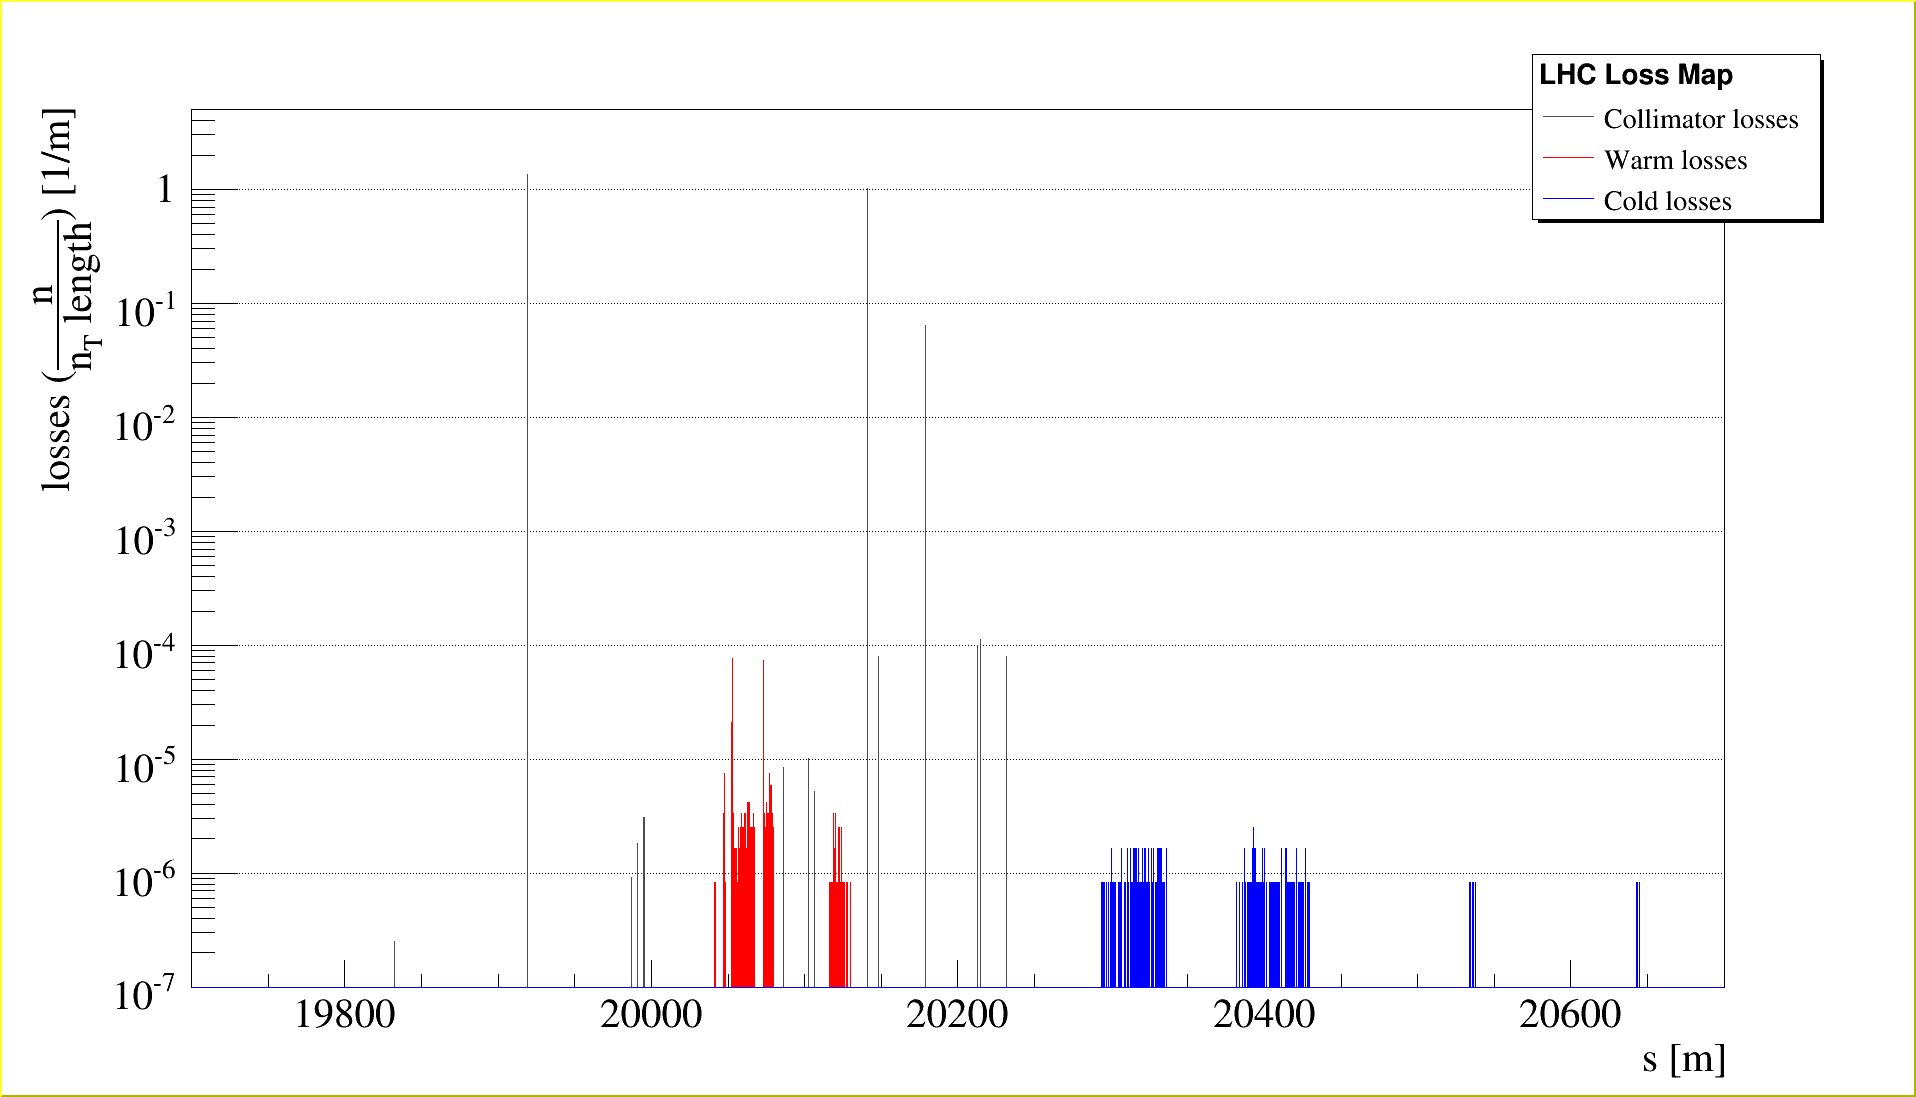 LHC Loss Map
Collimator losses
Warm losses
Cold losses
losses (n/n_T length) [1/m]
1
10^-1
10^-2
10^-3
10^-4
10^-5
10^-6
10^-7
19800 20000 20200 20400 20600
s [m]